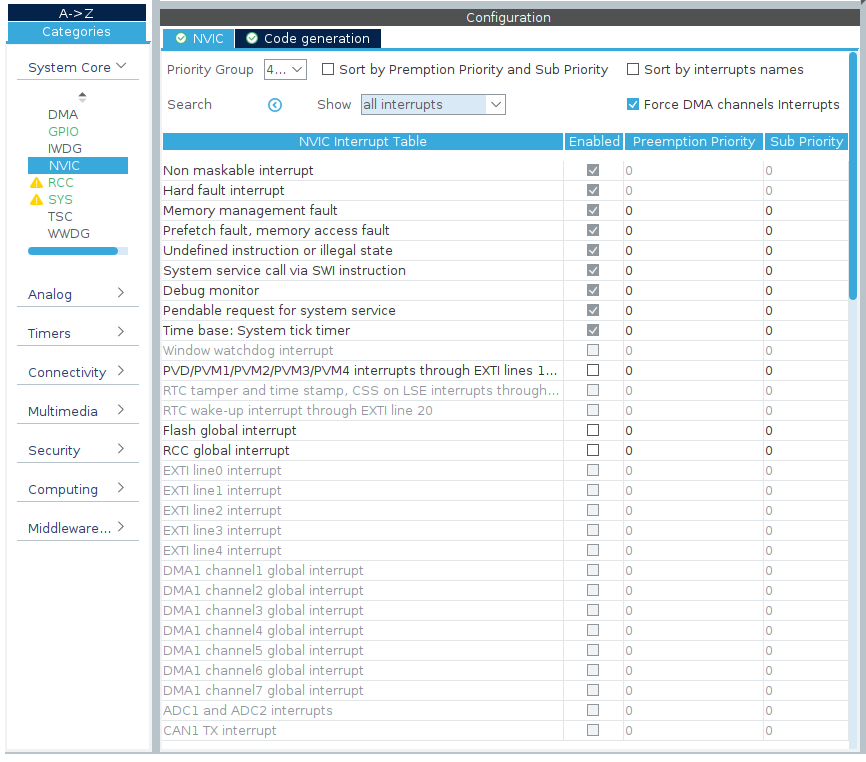 A->Z
Categories
System Core
DMA
GPIO
IWDG
NVIC
RCC
SYS
TSC
WWDG
Analog
Timers
Connectivity
Multimedia
Security
Computing
Middleware...
Configuration
NVIC Code generation
Priority Group 4... Sort by Premption Priority and Sub Priority Sort by interrupts names
Search Show all interrupts Force DMA channels Interrupts
NVIC Interrupt Table Enabled Preemption Priority Sub Priority
Non maskable interrupt 0 0
Hard fault interrupt 0 0
Memory management fault 0 0
Prefetch fault, memory access fault 0 0
Undefined instruction or illegal state 0 0
System service call via SWI instruction 0 0
Debug monitor 0 0
Pendable request for system service 0 0
Time base: System tick timer 0 0
Window watchdog interrupt 0 0
PVD/PVM1/PVM2/PVM3/PVM4 interrupts through EXTI lines 1... 0 0
RTC tamper and time stamp, CSS on LSE interrupts through... 0 0
RTC wake-up interrupt through EXTI line 20 0 0
Flash global interrupt 0 0
RCC global interrupt 0 0
EXTI line0 interrupt 0 0
EXTI line1 interrupt 0 0
EXTI line2 interrupt 0 0
EXTI line3 interrupt 0 0
EXTI line4 interrupt 0 0
DMA1 channel1 global interrupt 0 0
DMA1 channel2 global interrupt 0 0
DMA1 channel3 global interrupt 0 0
DMA1 channel4 global interrupt 0 0
DMA1 channel5 global interrupt 0 0
DMA1 channel6 global interrupt 0 0
DMA1 channel7 global interrupt 0 0
ADC1 and ADC2 interrupts 0 0
CAN1 TX interrupt 0 0